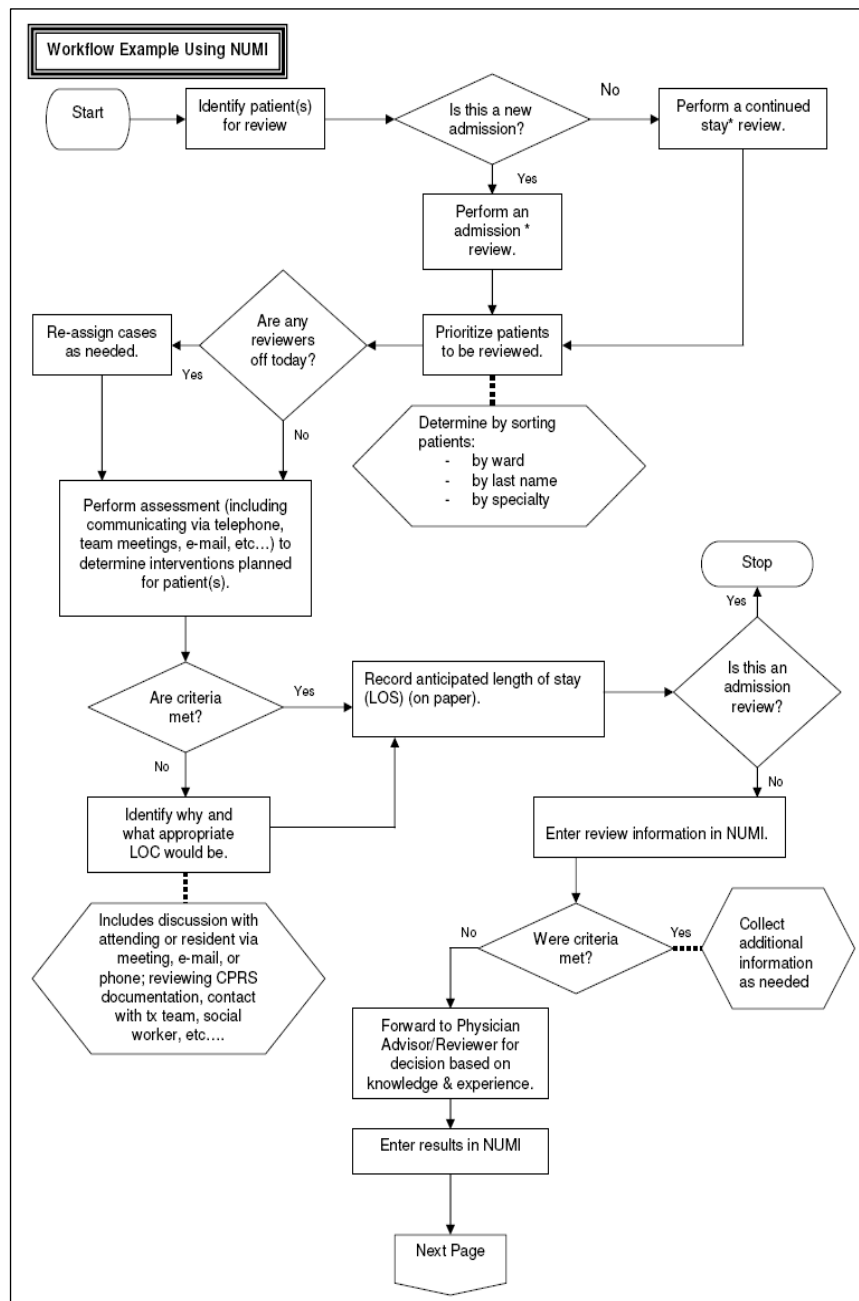 Workflow Example Using NUMI
Start
Identify patient(s)
for review
Is this a new
admission?
No
Perform a continued
stay* review.
Yes
Perform an
admission *
review.
Re-assign cases
as needed.
Yes
Are any
reviewers
off today?
No
Prioritize patients
to be reviewed.
Determine by sorting
patients:
- by ward
- by last name
- by specialty
Perform assessment (including
communicating via telephone,
team meetings, e-mail, etc...) to
determine interventions planned
for patient(s).
Stop
Yes
Is this an
admission
review?
No
Are criteria
met?
Yes
Record anticipated length of stay
(LOS) (on paper).
No
Identify why and
what appropriate
LOC would be.
Enter review information in NUMI.
Includes discussion with
attending or resident via
meeting, e-mail, or
phone; reviewing CPRS
documentation, contact
with tx team, social
worker, etc....
No
Were criteria
met?
Yes
Collect
additional
information
as needed
Forward to Physician
Advisor/Reviewer for
decision based on
knowledge & experience.
Enter results in NUMI
Next Page